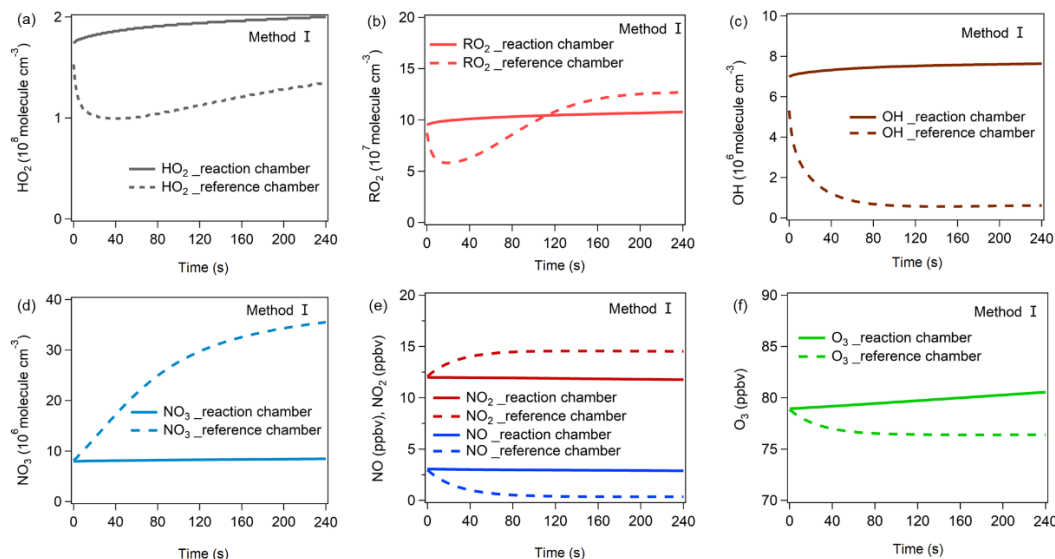 (a)
Method I
HO2 (10^8 molecule cm-3)
2
1
0
HO2 _reaction chamber
HO2 _reference chamber
0 40 80 120 160 200 240
Time (s)
(b)
Method I
RO2 (10^7 molecule cm-3)
20
15
10
5
0
RO2 _reaction chamber
RO2 _reference chamber
0 40 80 120 160 200 240
Time (s)
(c)
Method I
OH (10^6 molecule cm-3)
10
8
6
4
2
0
OH _reaction chamber
OH _reference chamber
0 40 80 120 160 200 240
Time (s)
(d)
Method I
NO3 (10^6 molecule cm-3)
40
30
20
10
0
NO3 _reaction chamber
NO3 _reference chamber
0 40 80 120 160 200 240
Time (s)
(e)
Method I
NO (ppbv), NO2 (ppbv)
20
15
10
5
0
NO2 _reaction chamber
NO2 _reference chamber
NO _reaction chamber
NO _reference chamber
0 40 80 120 160 200 240
Time (s)
(f)
Method I
O3 (ppbv)
90
85
80
75
70
O3 _reaction chamber
O3 _reference chamber
0 40 80 120 160 200 240
Time (s)